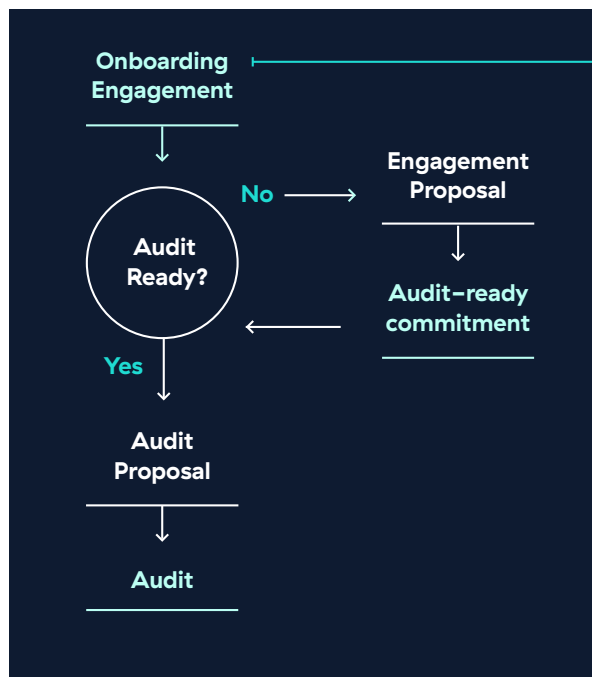 Onboarding
Engagement
No
Engagement
Proposal
Audit
Ready?
Audit-ready
commitment
Yes
Audit
Proposal
Audit